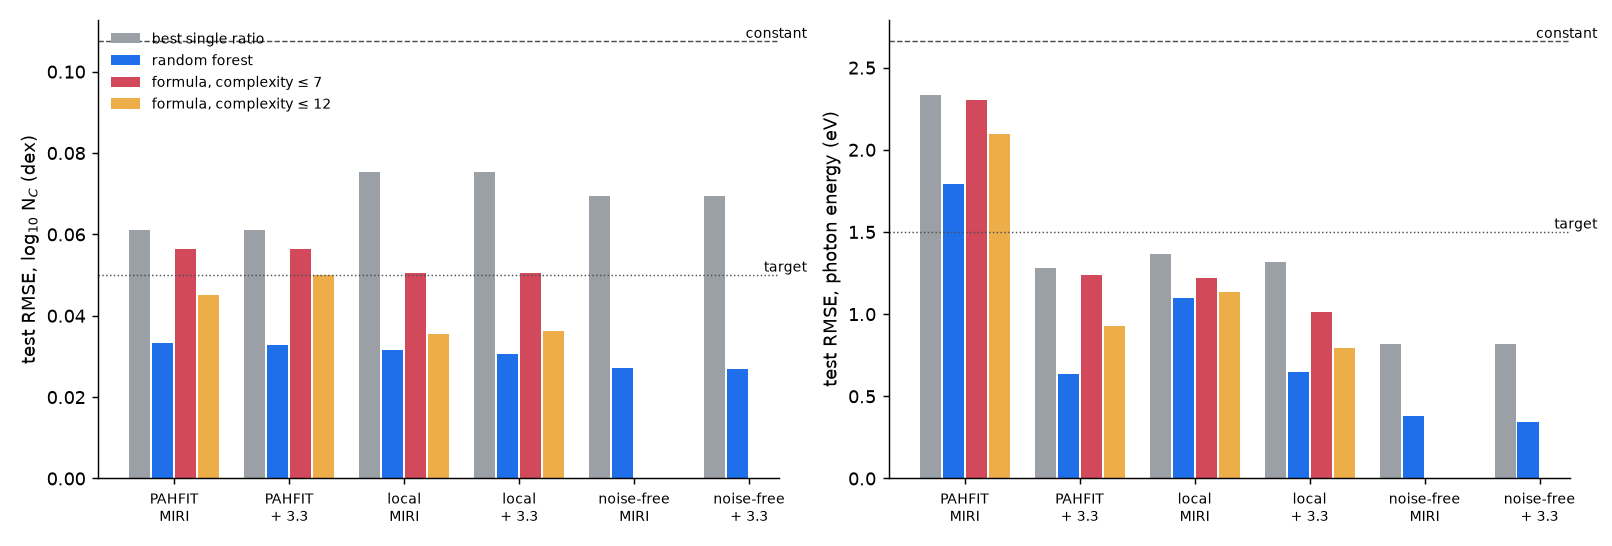 best single ratio
random forest
formula, complexity ≤ 7
formula, complexity ≤ 12
constant
target
test RMSE, log10 NC (dex)
0.10
0.08
0.06
0.04
0.02
0.00
PAHFIT
MIRI
PAHFIT
+ 3.3
local
MIRI
local
+ 3.3
noise-free
MIRI
noise-free
+ 3.3
constant
target
test RMSE, photon energy (eV)
2.5
2.0
1.5
1.0
0.5
0.0
PAHFIT
MIRI
PAHFIT
+ 3.3
local
MIRI
local
+ 3.3
noise-free
MIRI
noise-free
+ 3.3